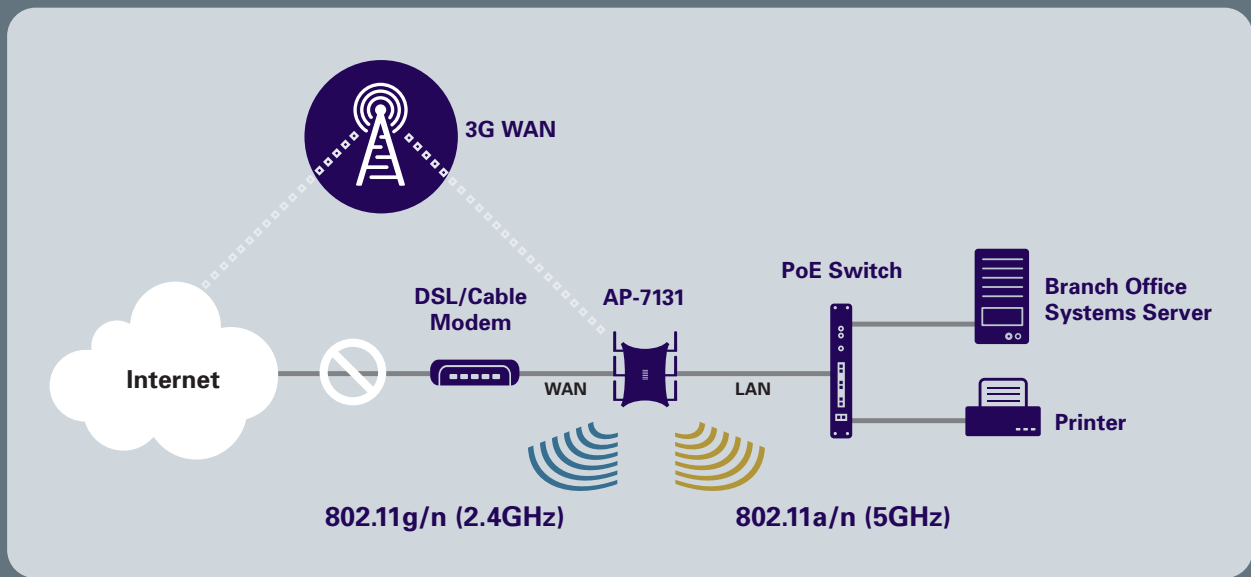 3G WAN
PoE Switch
DSL/Cable
Modem
AP-7131
Branch Office
Systems Server
Internet
WAN
LAN
Printer
802.11g/n (2.4GHz)
802.11a/n (5GHz)